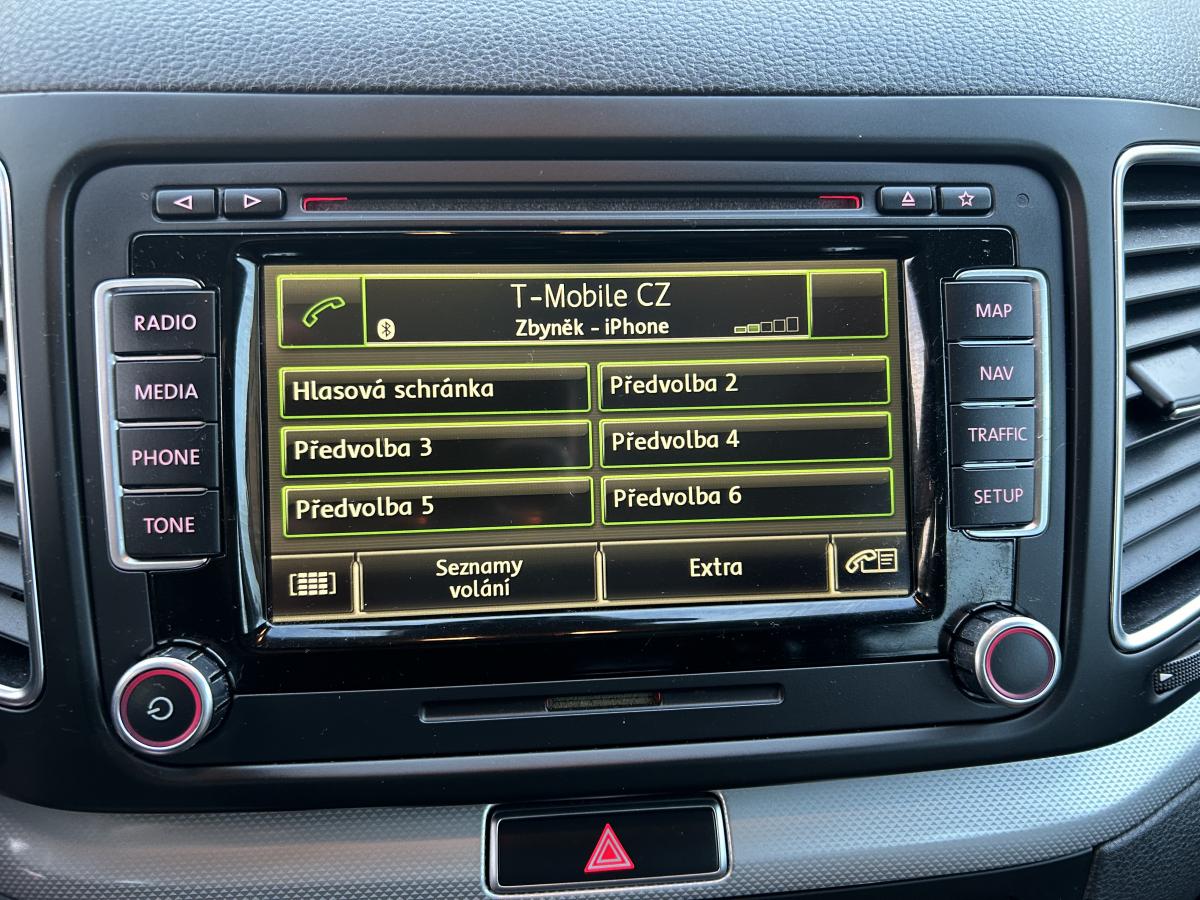 T-Mobile CZ
Zbyněk - iPhone
RADIO
MEDIA
PHONE
TONE
Hlasová schránka
Předvolba 2
Předvolba 3
Předvolba 4
Předvolba 5
Předvolba 6
Seznamy
volání
Extra
MAP
NAV
TRAFFIC
SETUP